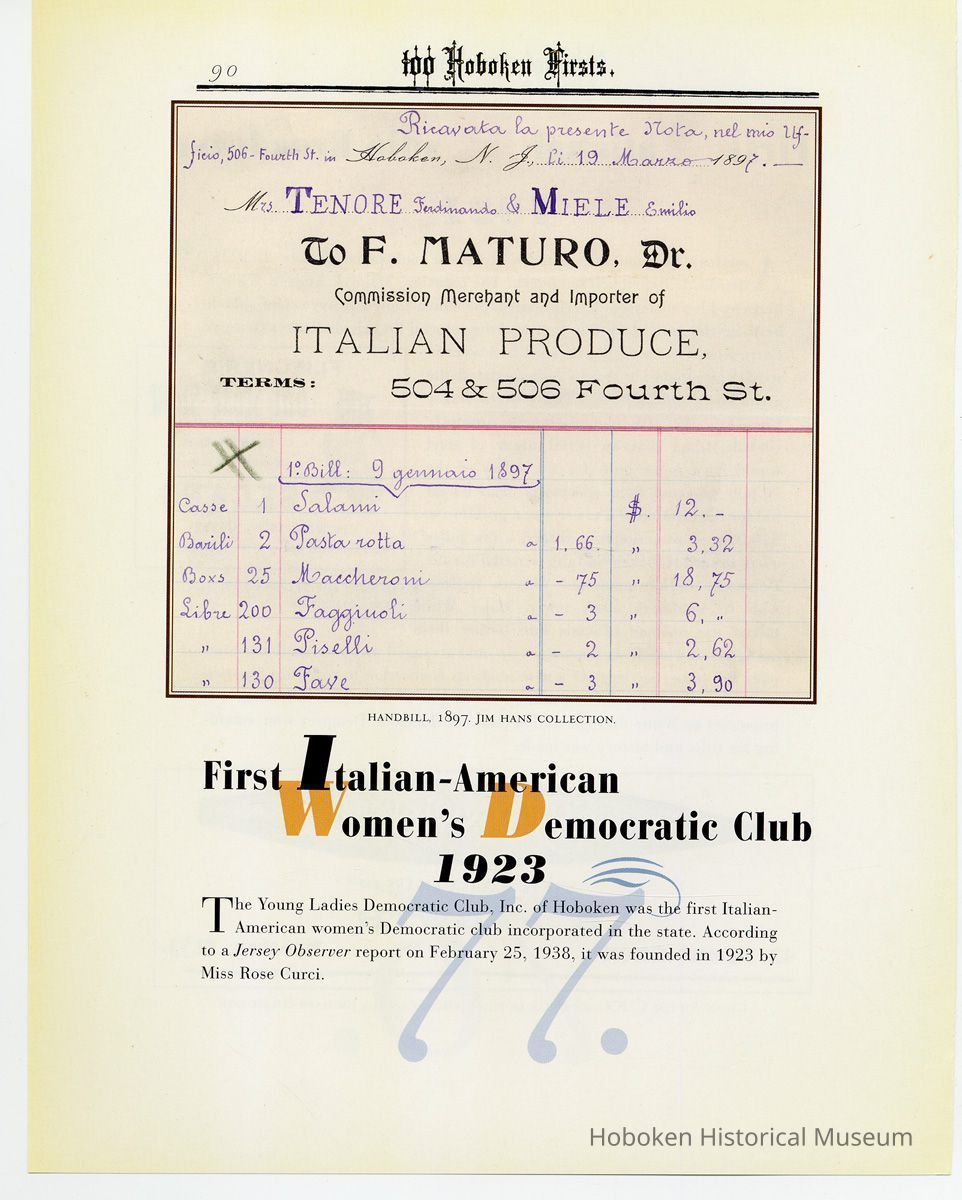 90
100 Hoboken Firsts.
Ricavata la presente Nota, nel mio Uf-
ficio, 506 - Fourth St. in Hoboken, N. J., lì 19 Marzo 1897. —
Mrs. TENORE Ferdinando & MIELE Emilio
To F. MATURO, Dr.
Commission Merchant and Importer of
ITALIAN PRODUCE,
TERMS: 504 & 506 Fourth St.
1º Bill: 9 gennaio 1897
Casse 1 Salami $. 12. -
Barili 2 Pasta rotta a 1,66. " 3,32
Boxs 25 Maccheroni a - 75 " 18,75
Libre 200 Faggiuoli a - 3 " 6, "
" 131 Piselli a - 2 " 2,62
" 130 Fave a - 3 " 3,90
HANDBILL, 1897. JIM HANS COLLECTION.
First Italian-American
Women's Democratic Club
1923
77.
The Young Ladies Democratic Club, Inc. of Hoboken was the first Italian-
American women's Democratic club incorporated in the state. According
to a Jersey Observer report on February 25, 1938, it was founded in 1923 by
Miss Rose Curci.
Hoboken Historical Museum